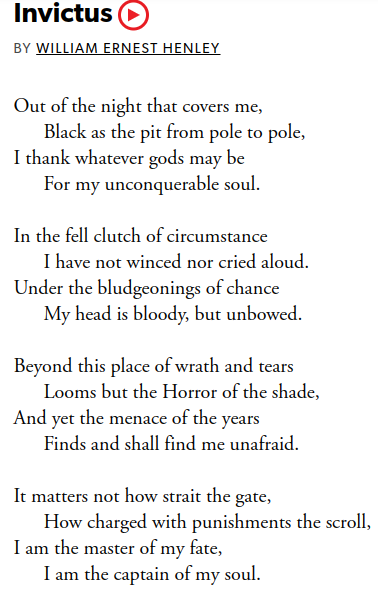 Invictus
BY WILLIAM ERNEST HENLEY
Out of the night that covers me,
Black as the pit from pole to pole,
I thank whatever gods may be
For my unconquerable soul.
In the fell clutch of circumstance
I have not winced nor cried aloud.
Under the bludgeonings of chance
My head is bloody, but unbowed.
Beyond this place of wrath and tears
Looms but the Horror of the shade,
And yet the menace of the years
Finds and shall find me unafraid.
It matters not how strait the gate,
How charged with punishments the scroll,
I am the master of my fate,
I am the captain of my soul.